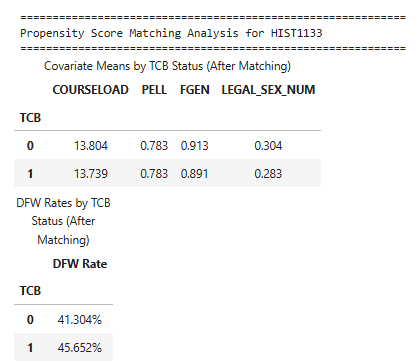 ================================================================
Propensity Score Matching Analysis for HIST1133
================================================================
Covariate Means by TCB Status (After Matching)
COURSELOAD PELL FGEN LEGAL_SEX_NUM
TCB
0 13.804 0.783 0.913 0.304
1 13.739 0.783 0.891 0.283
DFW Rates by TCB
Status (After
Matching)
DFW Rate
TCB
0 41.304%
1 45.652%